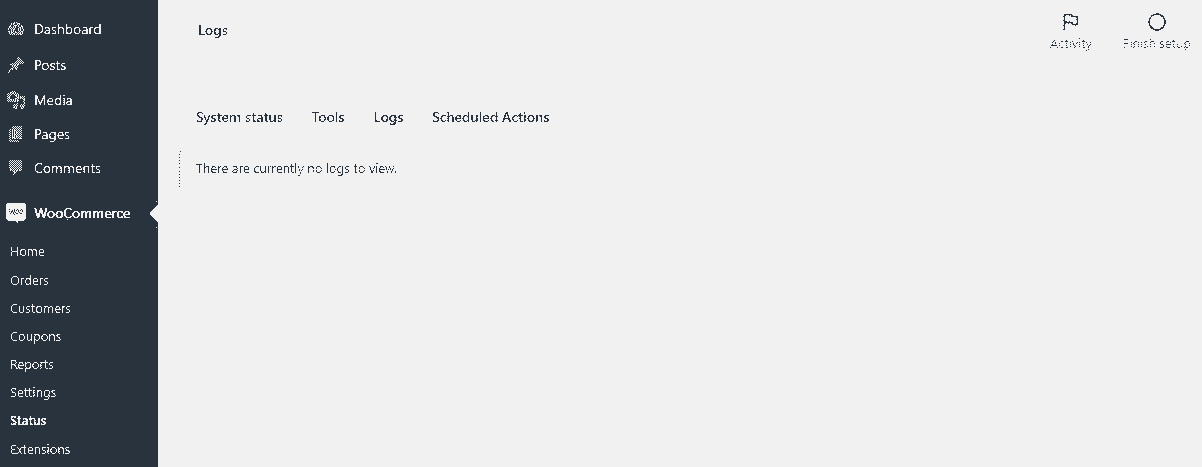 Dashboard
Posts
Media
Pages
Comments
Woo
WooCommerce
Home
Orders
Customers
Coupons
Reports
Settings
Status
Extensions
Logs
Activity
Finish setup
System status Tools Logs Scheduled Actions
There are currently no logs to view.